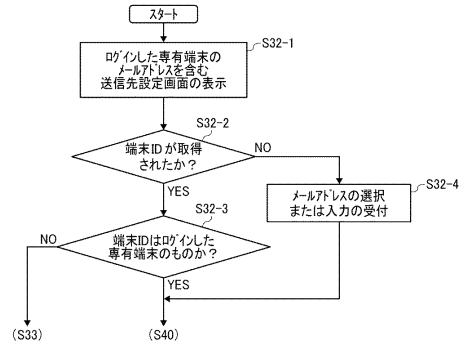 スタート
S32-1
ﾛｸﾞｲﾝした専有端末の
ﾒｰﾙｱﾄﾞﾚｽを含む
送信先設定画面の表示
S32-2
端末IDが取得
されたか？
NO
YES
S32-4
ﾒｰﾙｱﾄﾞﾚｽの選択
または入力の受付
S32-3
端末IDはﾛｸﾞｲﾝした
専有端末のものか？
NO
YES
(S33)
(S40)